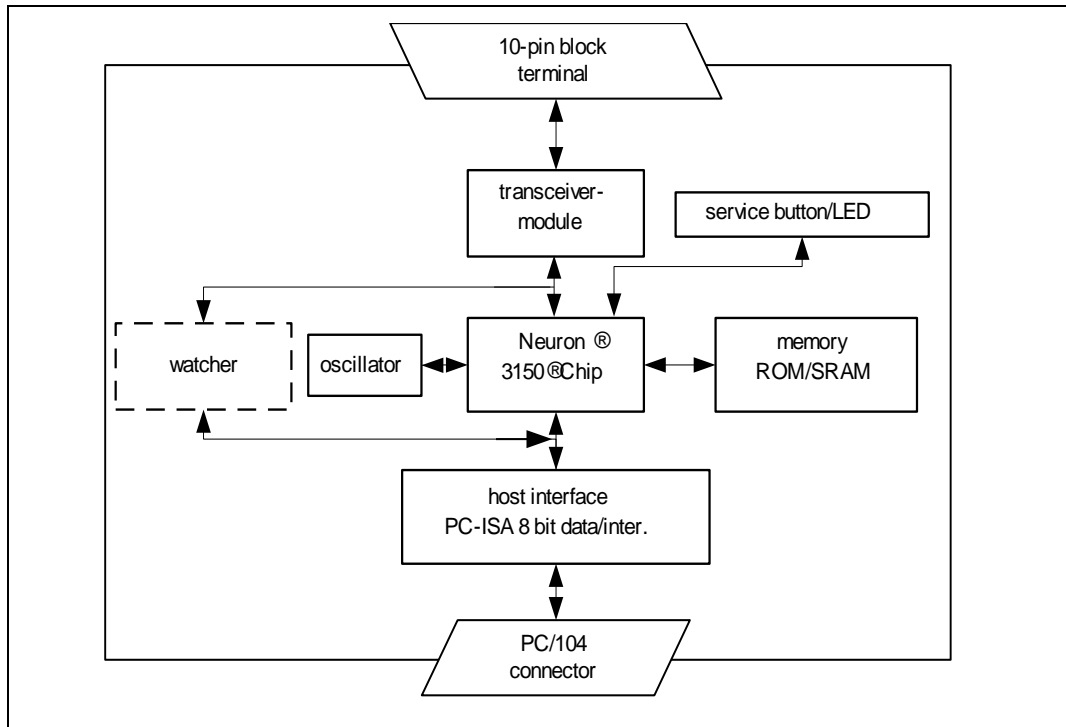 10-pin block
terminal
transceiver-
module
service button/LED
watcher
oscillator
Neuron ®
3150®Chip
memory
ROM/SRAM
host interface
PC-ISA 8 bit data/inter.
PC/104
connector